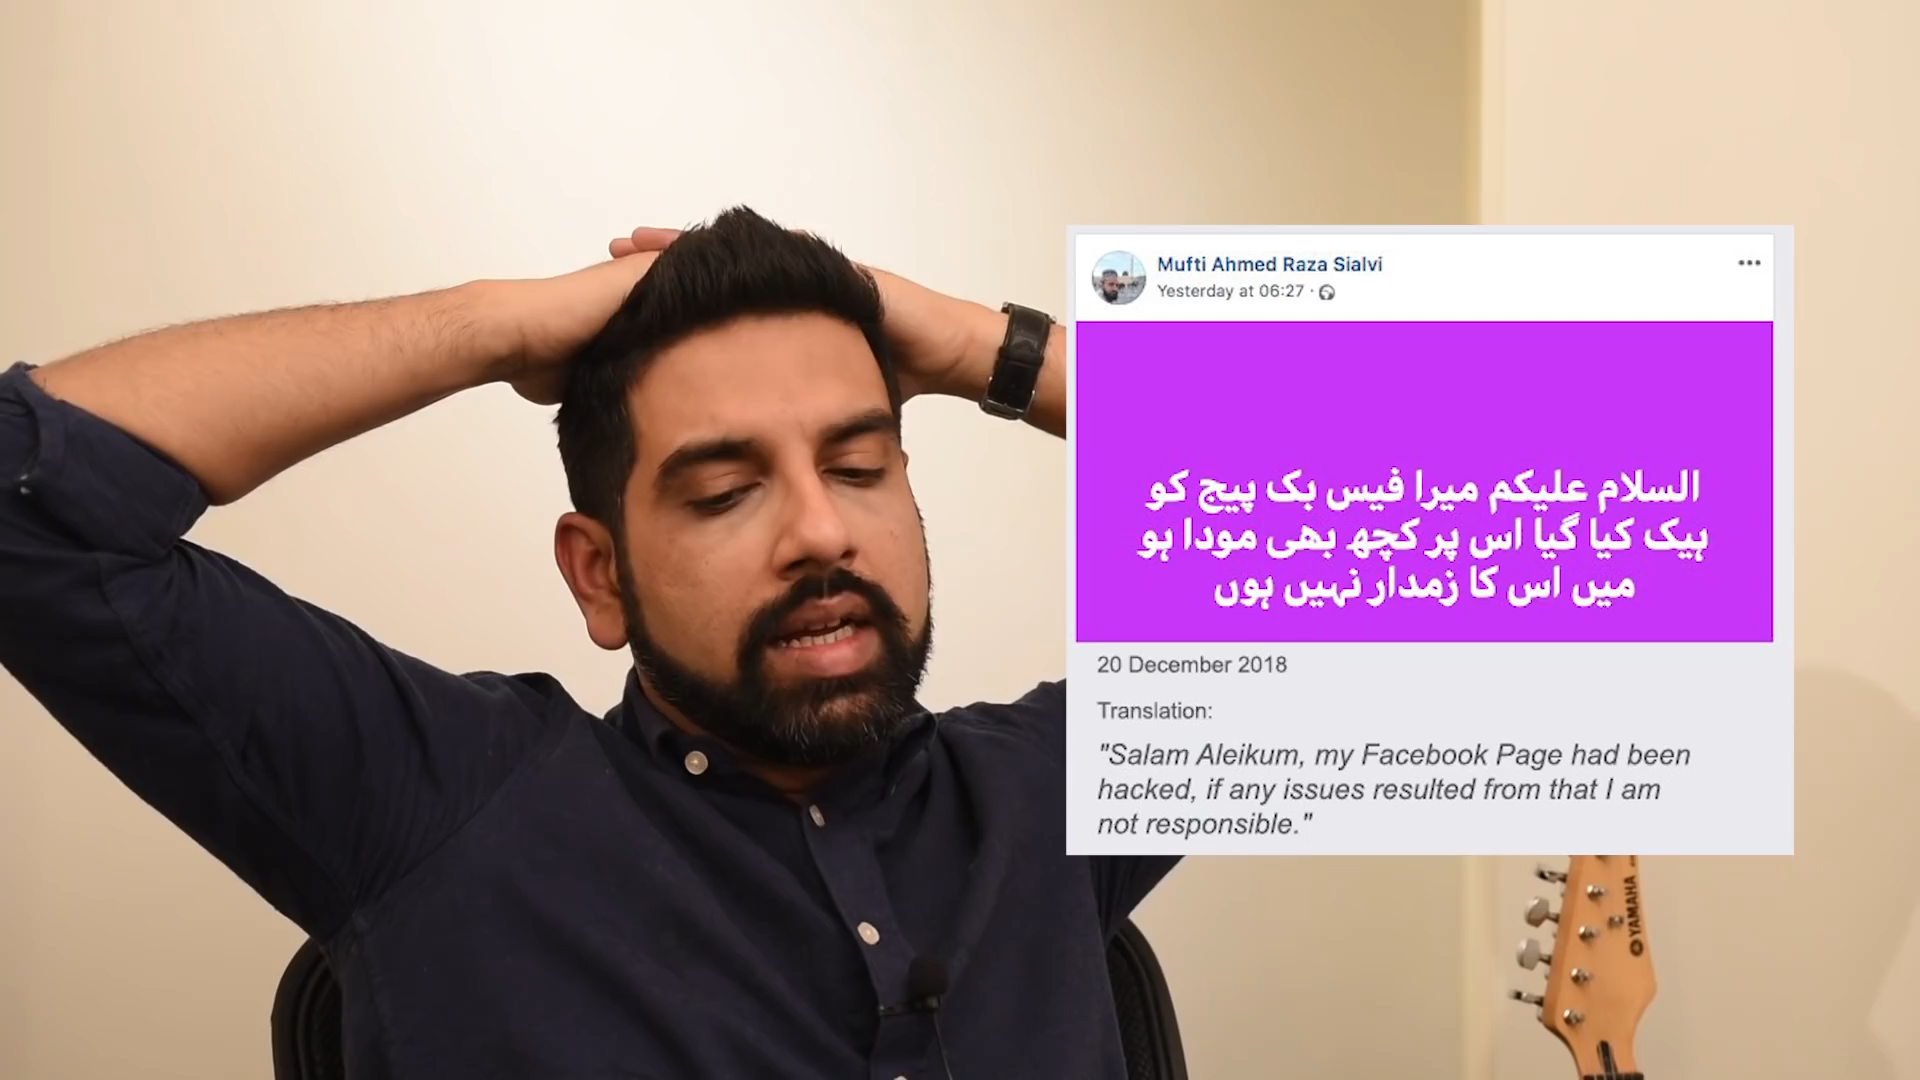 Mufti Ahmed Raza Sialvi
Yesterday at 06:27 ·
السلام علیکم میرا فیس بک پیج کو
ہیک کیا گیا اس پر کچھ بھی مودا ہو
میں اس کا زمدار نہیں ہوں
20 December 2018
Translation:
"Salam Aleikum, my Facebook Page had been
hacked, if any issues resulted from that I am
not responsible."
YAMAHA